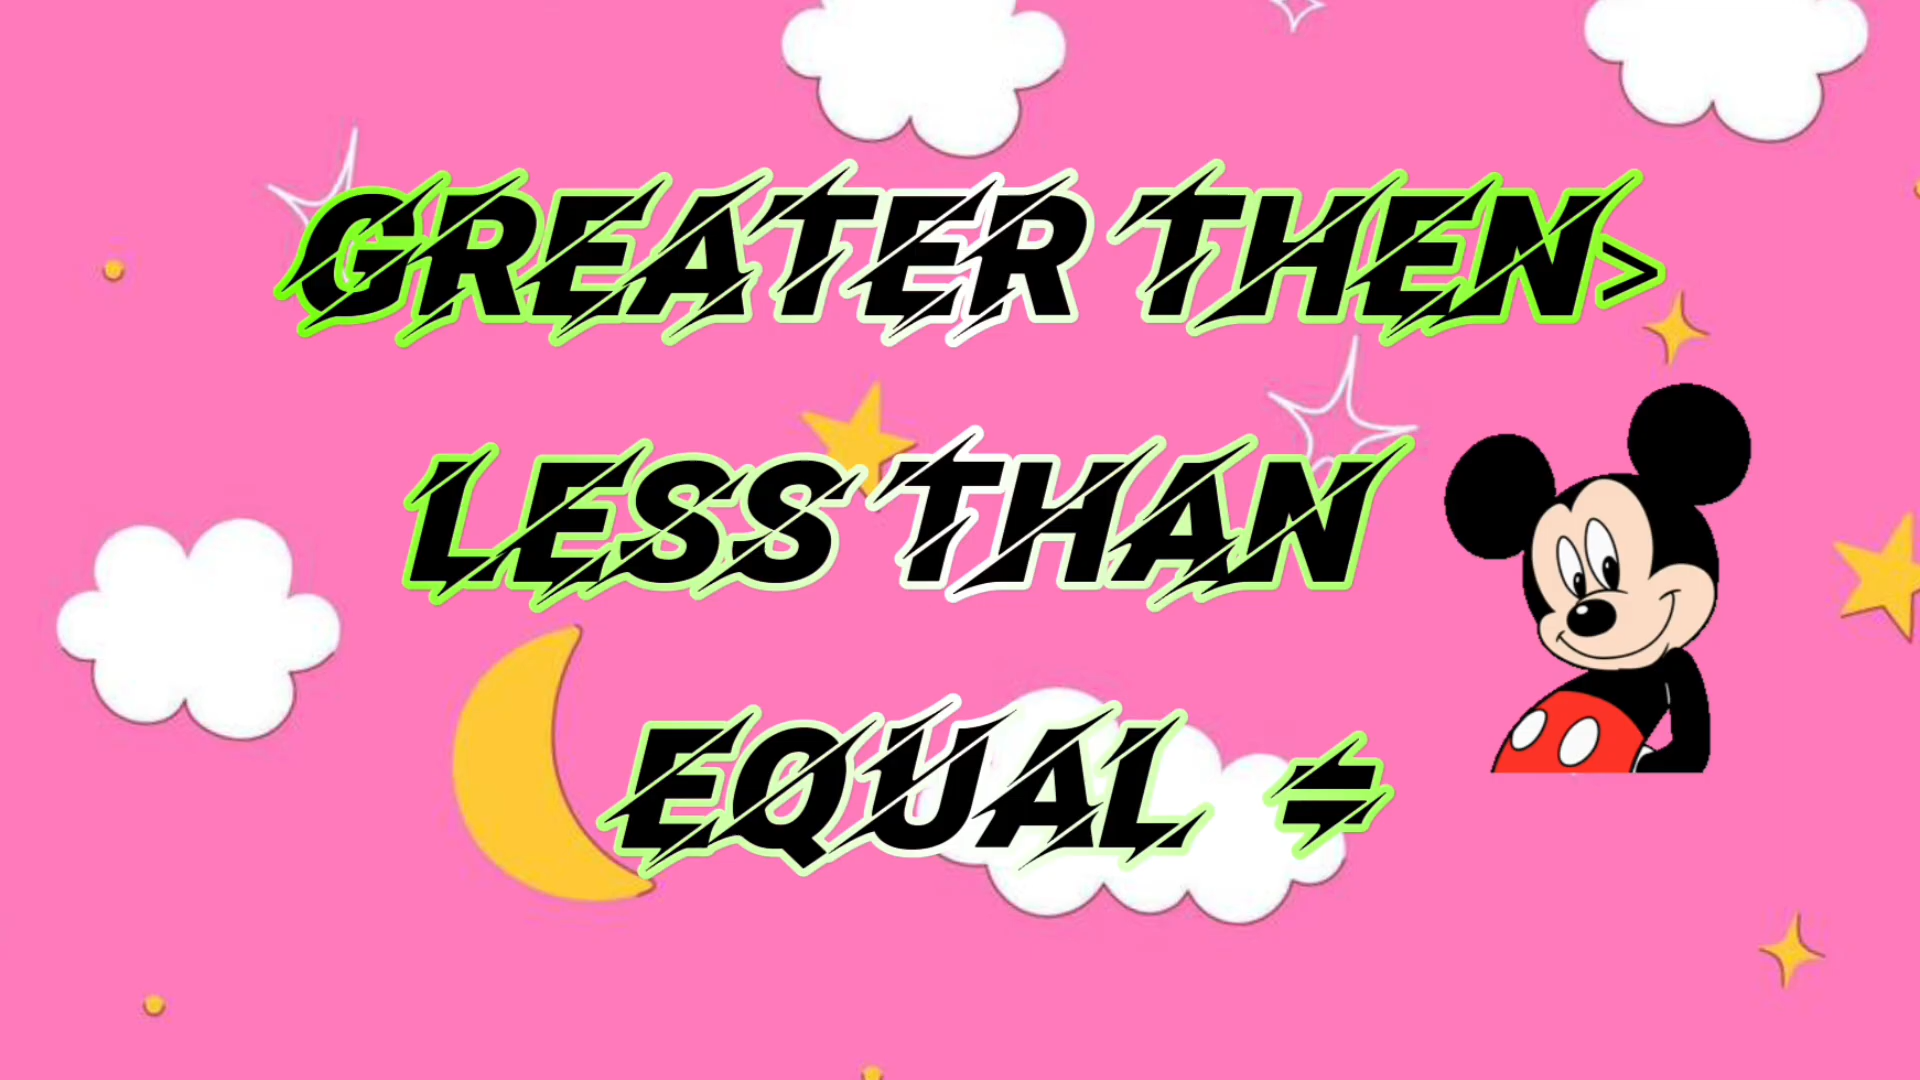 GREATER THEN>
LESS THAN
EQUAL =